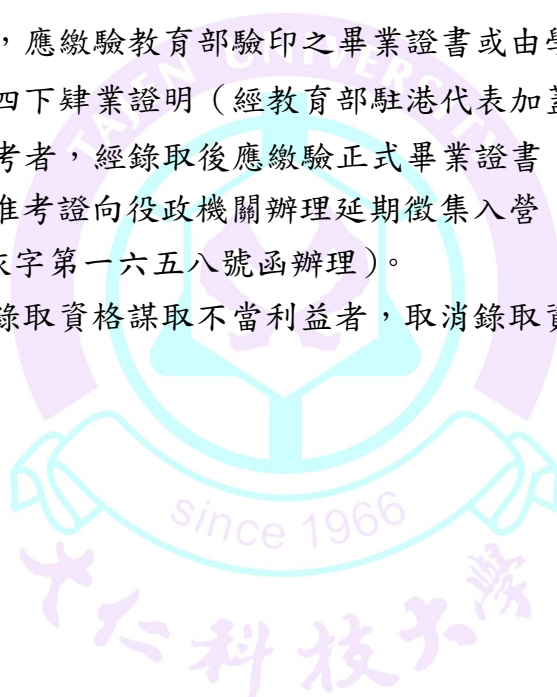 ，應繳驗教育部驗印之畢業證書或由學
四下肄業證明（經教育部駐港代表加蓋
考者，經錄取後應繳驗正式畢業證書
准考證向役政機關辦理延期徵集入營
字第一六五八號函辦理）。
錄取資格謀取不當利益者，取消錄取資
TAJEN UNIVERSITY
since 1966
大仁科技大學